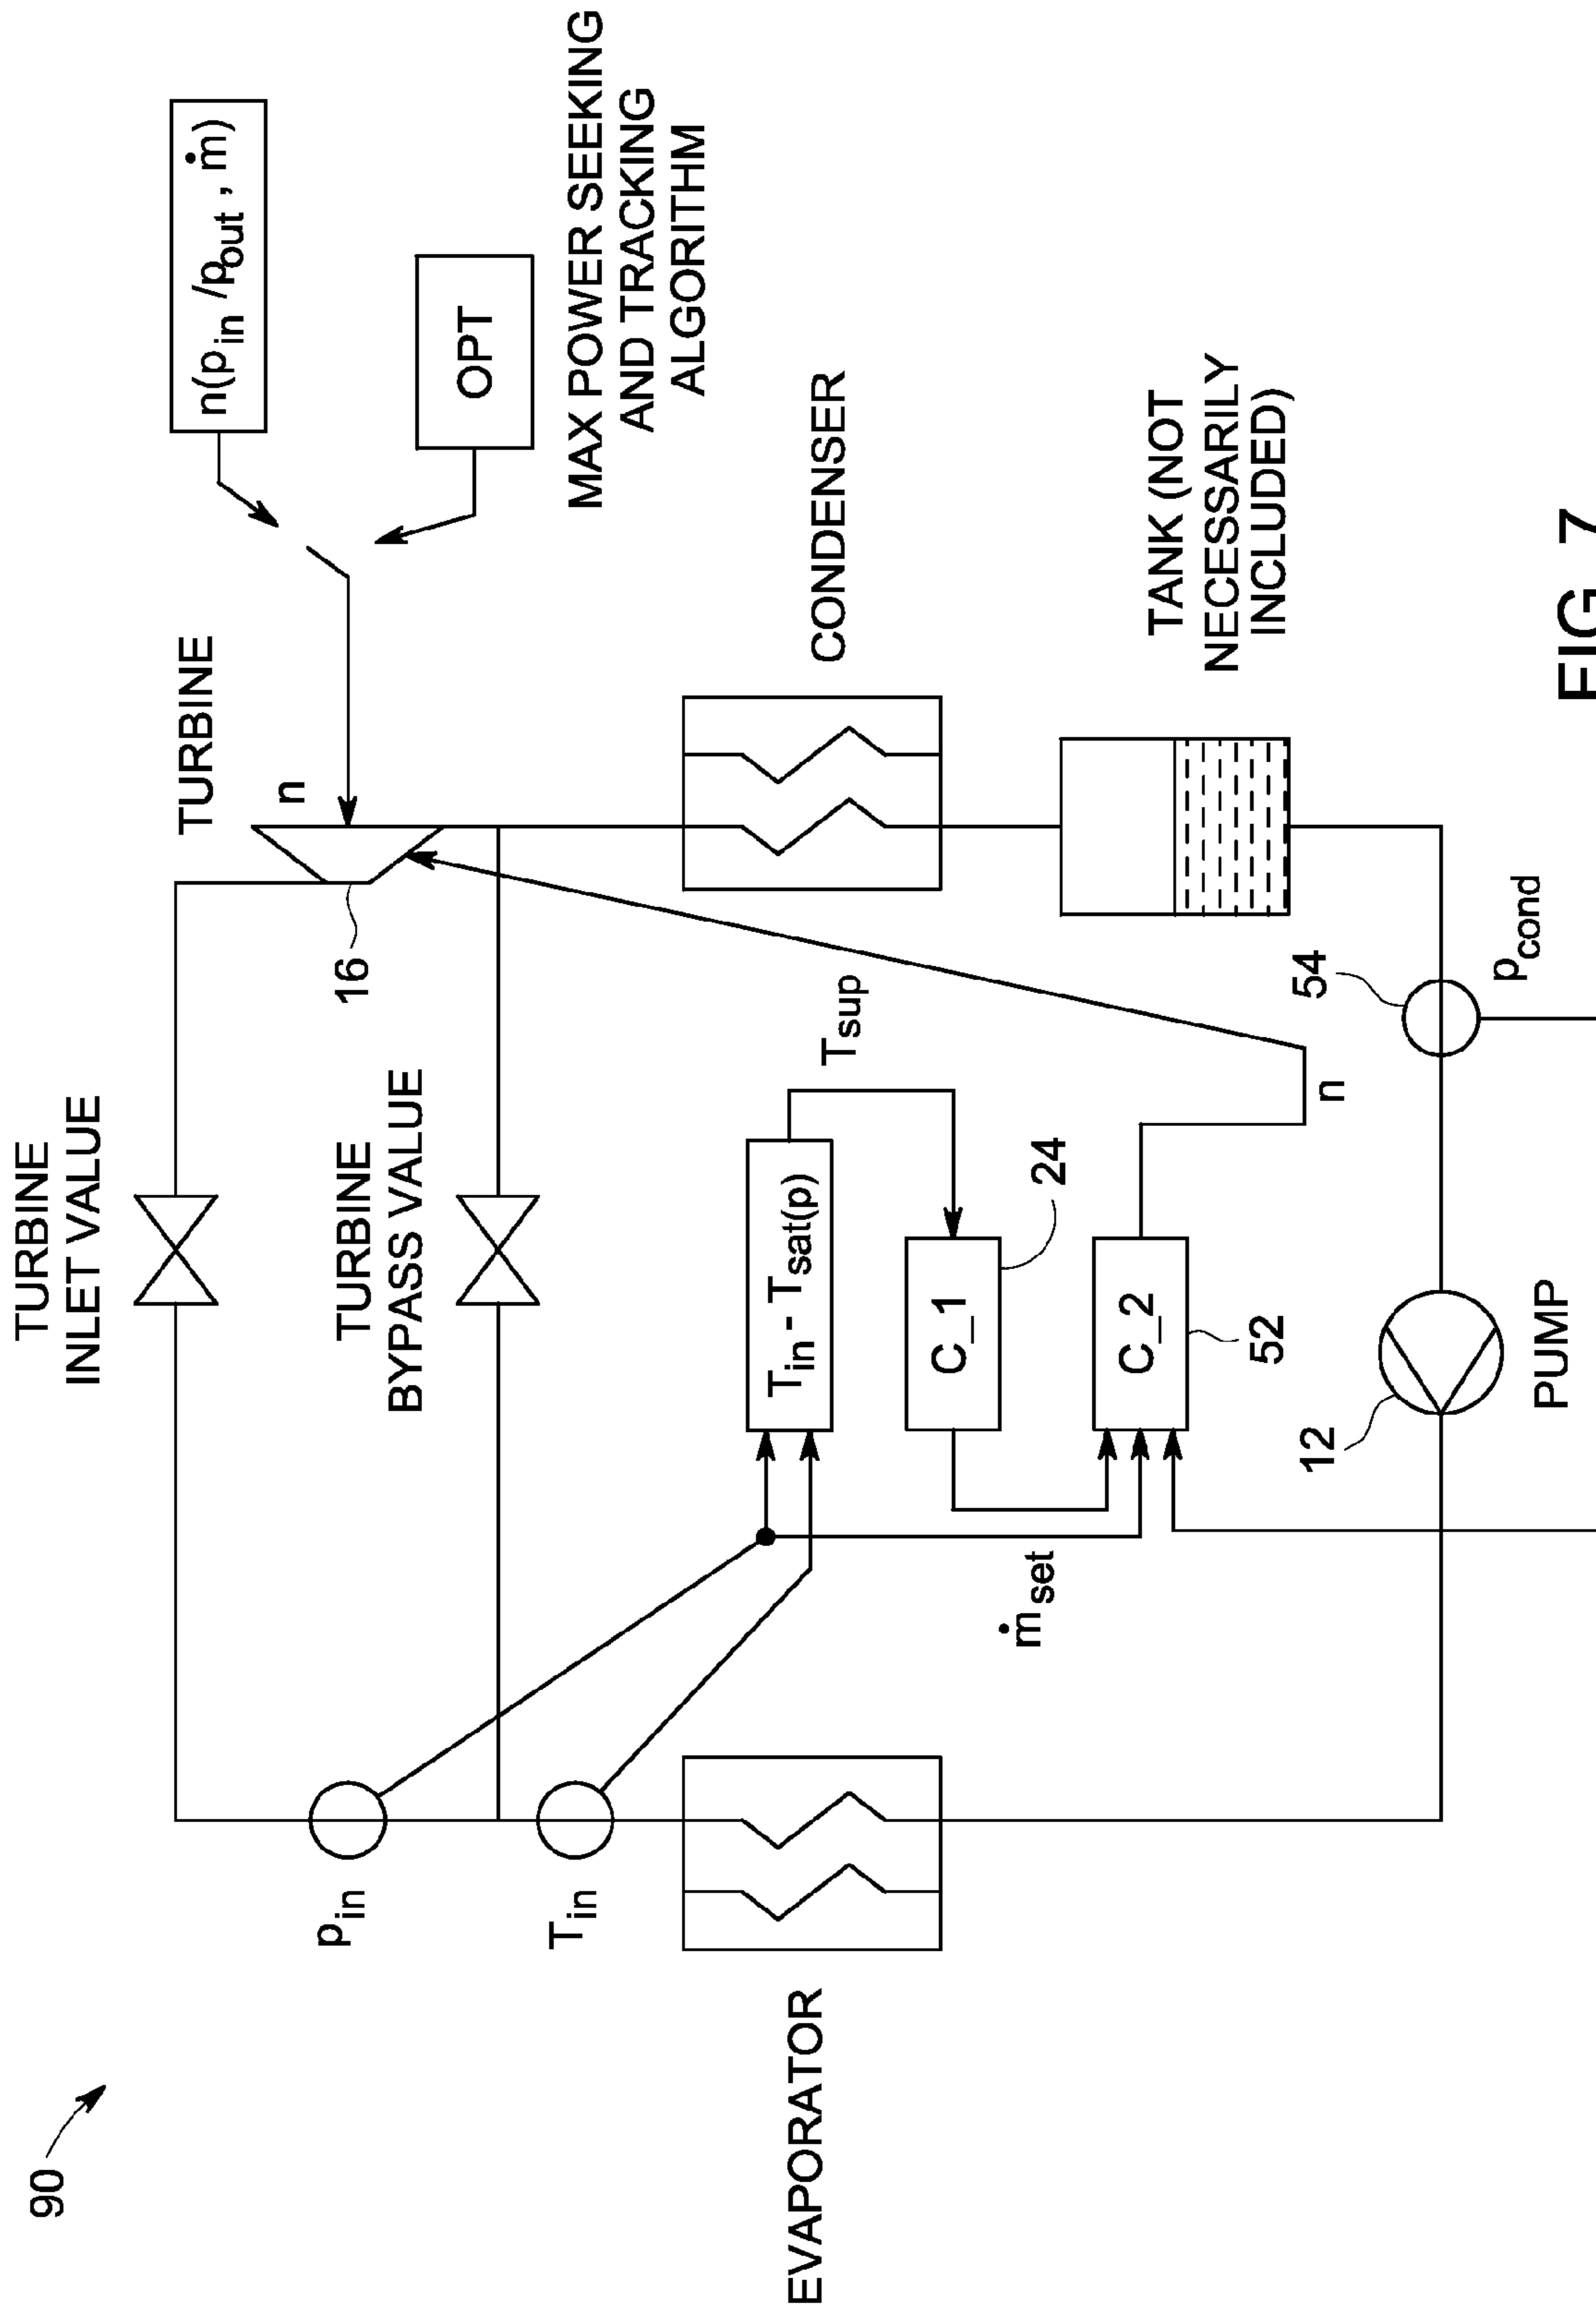 90
TURBINE
INLET VALUE
TURBINE
BYPASS VALUE
TURBINE
n
16
n(p_in /p_out , ṁ)
OPT
MAX POWER SEEKING
AND TRACKING
ALGORITHM
p_in
T_in
T_in - T_sat(p)
T_sup
EVAPORATOR
CONDENSER
C_1
24
ṁ_set
C_2
52
n
TANK (NOT
NECESSARILY
INCLUDED)
12
PUMP
54
p_cond
FIG. 7